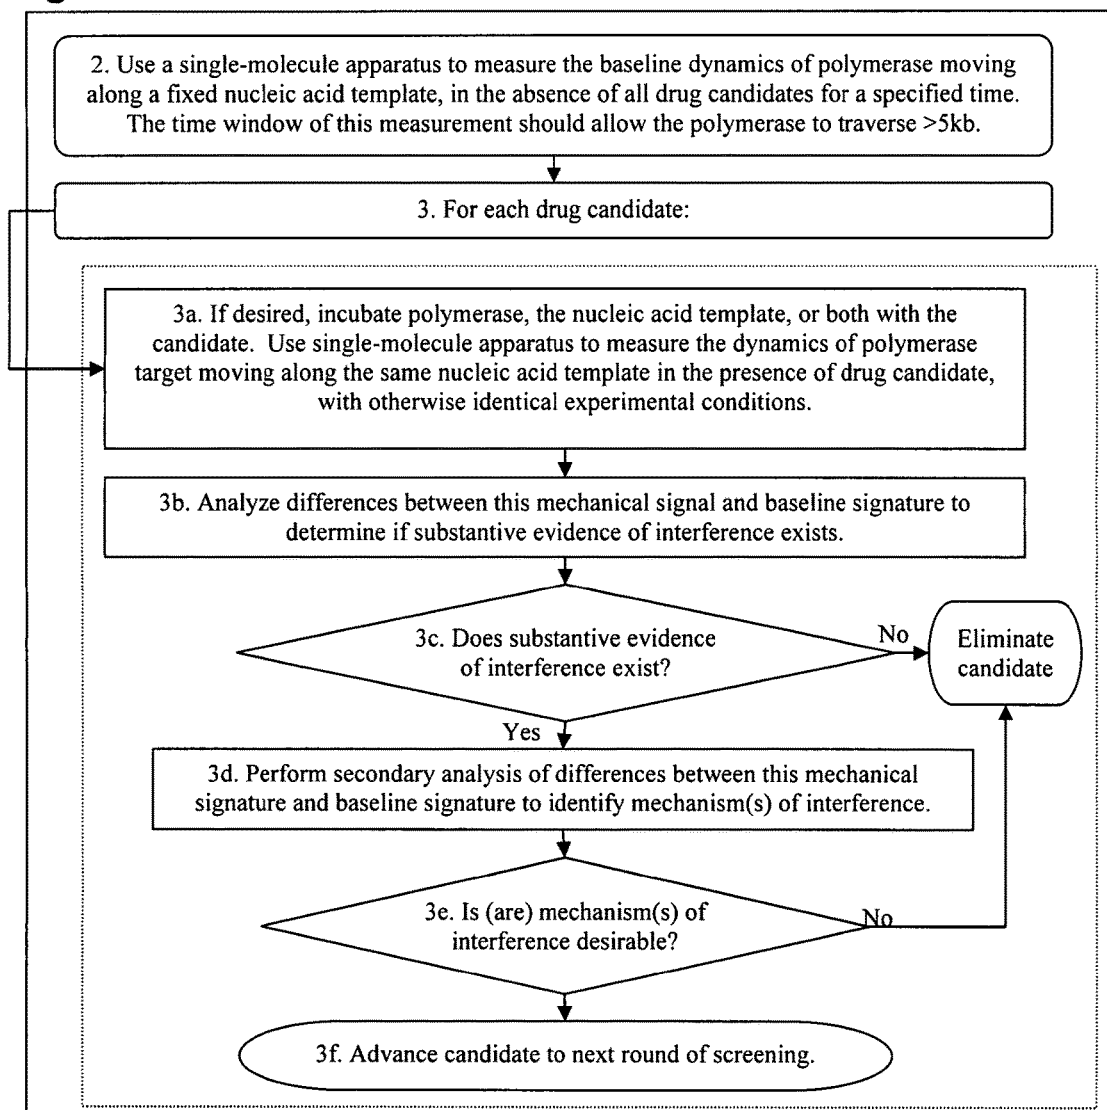 2. Use a single-molecule apparatus to measure the baseline dynamics of polymerase moving
along a fixed nucleic acid template, in the absence of all drug candidates for a specified time.
The time window of this measurement should allow the polymerase to traverse >5kb.
3. For each drug candidate:
3a. If desired, incubate polymerase, the nucleic acid template, or both with the
candidate.  Use single-molecule apparatus to measure the dynamics of polymerase
target moving along the same nucleic acid template in the presence of drug candidate,
with otherwise identical experimental conditions.
3b. Analyze differences between this mechanical signal and baseline signature to
determine if substantive evidence of interference exists.
3c. Does substantive evidence
of interference exist?
No
Eliminate
candidate
Yes
3d. Perform secondary analysis of differences between this mechanical
signature and baseline signature to identify mechanism(s) of interference.
3e. Is (are) mechanism(s) of
interference desirable?
No
3f. Advance candidate to next round of screening.